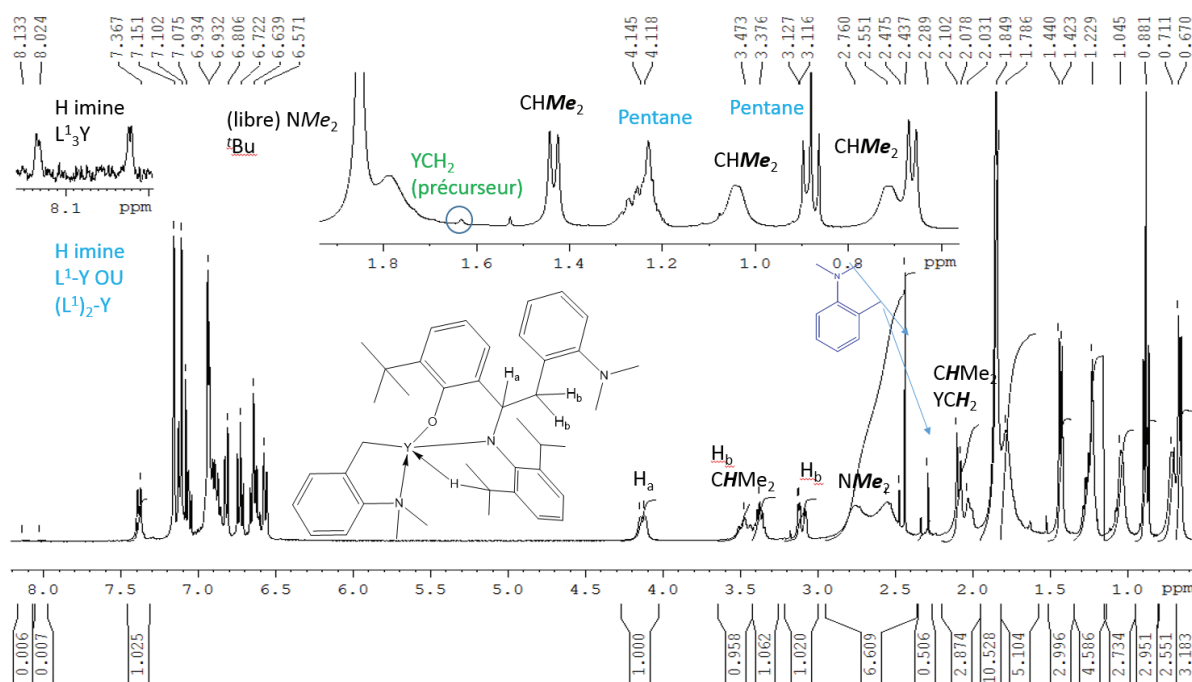 8.133
8.024
7.367
7.151
7.102
7.075
6.934
6.932
6.806
6.722
6.639
6.571
4.145
4.118
3.473
3.376
3.127
3.116
2.760
2.551
2.475
2.437
2.289
2.102
2.078
2.031
1.849
1.786
1.440
1.423
1.229
1.045
0.881
0.711
0.670
H imine
L¹₃Y
8.1 ppm
H imine
L¹-Y OU
(L¹)₂-Y
(libre) NMe₂
ᵗBu
YCH₂
(précurseur)
CHMe₂
Pentane
CHMe₂
Pentane
CHMe₂
1.8 1.6 1.4 1.2 1.0 0.8 ppm
N
Hₐ
H_b
H_b
O
Y
N
H
N
N
Hₐ
H_b
CHMe₂
H_b
NMe₂
CHMe₂
YCH₂
8.0 7.5 7.0 6.5 6.0 5.5 5.0 4.5 4.0 3.5 3.0 2.5 2.0 1.5 1.0 ppm
0.006
0.007
1.025
1.000
0.958
1.062
1.020
6.609
0.506
2.874
10.528
5.104
2.996
4.586
2.734
2.951
2.551
3.183